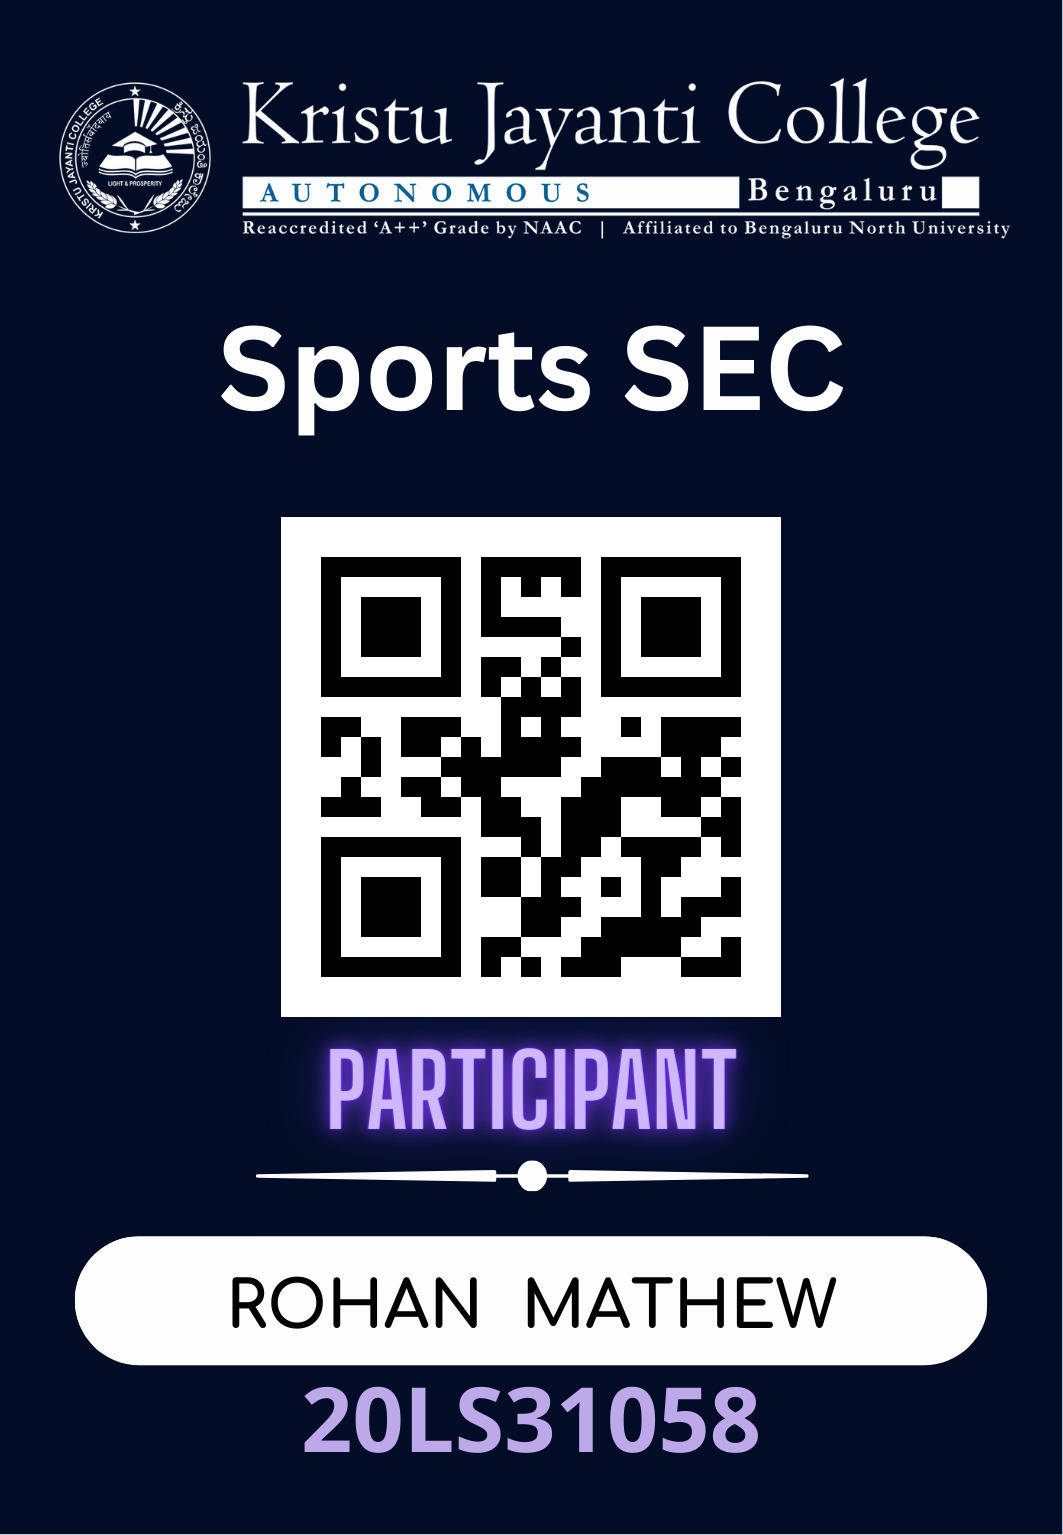 Kristu Jayanti College
AUTONOMOUS Bengaluru
Reaccredited ‘A++’ Grade by NAAC | Affiliated to Bengaluru North University
KRISTU JAYANTI COLLEGE
ಕ್ರಿಸ್ತು ಜಯಂತಿ ಕಾಲೇಜು
LIGHT & PROSPERITY
Sports SEC
PARTICIPANT
ROHAN MATHEW
20LS31058